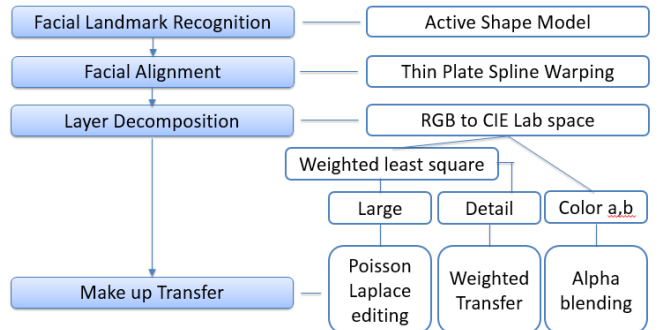 Facial Landmark Recognition
Active Shape Model
Facial Alignment
Thin Plate Spline Warping
Layer Decomposition
RGB to CIE Lab space
Weighted least square
Large
Detail
Color a,b
Make up Transfer
Poisson
Laplace
editing
Weighted
Transfer
Alpha
blending